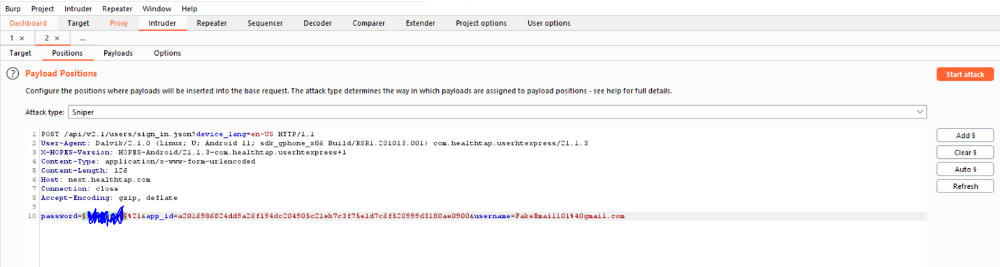 Burp Project Intruder Repeater Window Help
Dashboard Target Proxy Intruder Repeater Sequencer Decoder Comparer Extender Project options User options
1 × 2 × ...
Target Positions Payloads Options
? Payload Positions
Start attack
Configure the positions where payloads will be inserted into the base request. The attack type determines the way in which payloads are assigned to payload positions - see help for full details.
Attack type: Sniper
1 POST /api/v2.1/users/sign_in.json?device_lang=en-US HTTP/1.1
2 User-Agent: Dalvik/2.1.0 (Linux; U; Android 11; sdk_gphone_x86 Build/RSR1.201013.001) com.healthtap.userhtexpress/21.1.3
3 X-HOPES-Version: HOPES-Android/21.1.3-com.healthtap.userhtexpress+1
4 Content-Type: application/x-www-form-urlencoded
5 Content-Length: 126
6 Host: next.healthtap.com
7 Connection: close
8 Accept-Encoding: gzip, deflate
9
10 password=§§%21&app_id=a2016986824dd9a26f194dc204905c21eb7c3f75e1d7c6f520999d3180ae0900&username=FakeEmail101%40gmail.com
Add §
Clear §
Auto §
Refresh